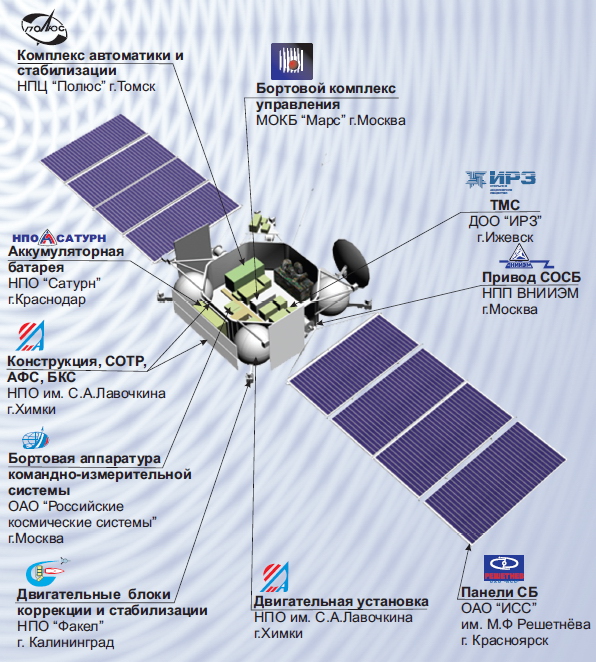 ПОЛЮС
Комплекс автоматики и
стабилизации
НПЦ “Полюс” г.Томск
Бортовой комплекс
управления
МОКБ “Марс” г.Москва
ИРЗ
ТМС
ДОО “ИРЗ”
г.Ижевск
НПО САТУРН
Аккумуляторная
батарея
НПО “Сатурн”
г.Краснодар
ВНИИЭМ
Привод СОСБ
НПП ВНИИЭМ
г.Москва
Конструкция, СОТР,
АФС, БКС
НПО им. С.А.Лавочкина
г.Химки
Бортовая аппаратура
командно-измерительной
системы
ОАО “Российские
космические системы”
г.Москва
Двигательные блоки
коррекции и стабилизации
НПО “Факел”
г. Калининград
Двигательная установка
НПО им. С.А.Лавочкина
г.Химки
РЕШЕТНЕВ
Панели СБ
ОАО “ИСС”
им. М.Ф Решетнёва
г. Красноярск